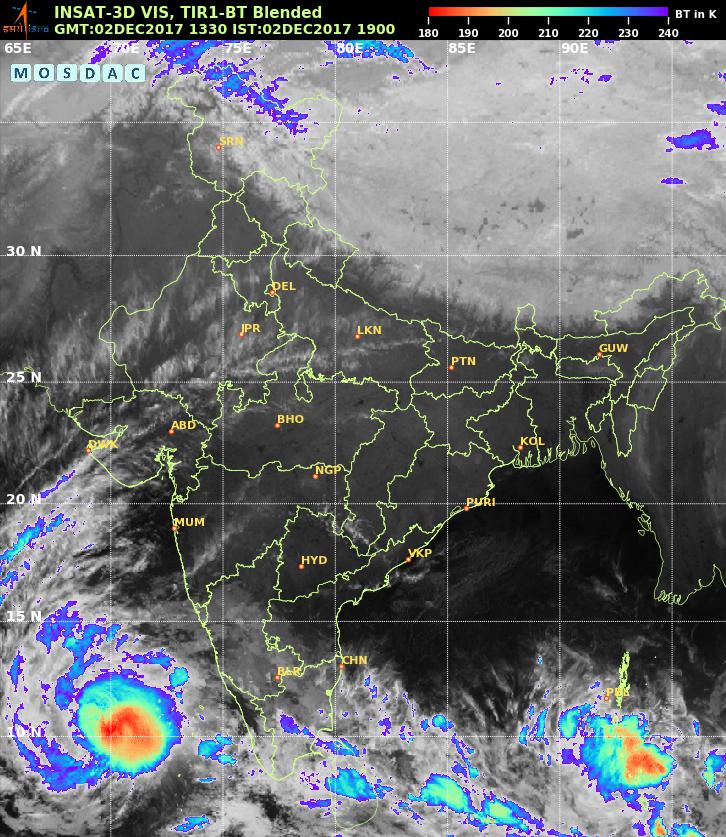 INSAT-3D VIS, TIR1-BT Blended
GMT:02DEC2017 1330 IST:02DEC2017 1900
BT in K
180 190 200 210 220 230 240
65E 70E 75E 80E 85E 90E
MOSDAC
SRN
30 N
DEL
JPR
LKN
GUW
PTN
25 N
ABD
BHO
DWK
KOL
NGP
20 N
PURI
MUM
VKP
HYD
15 N
CHN
BLR
PBL
10 N